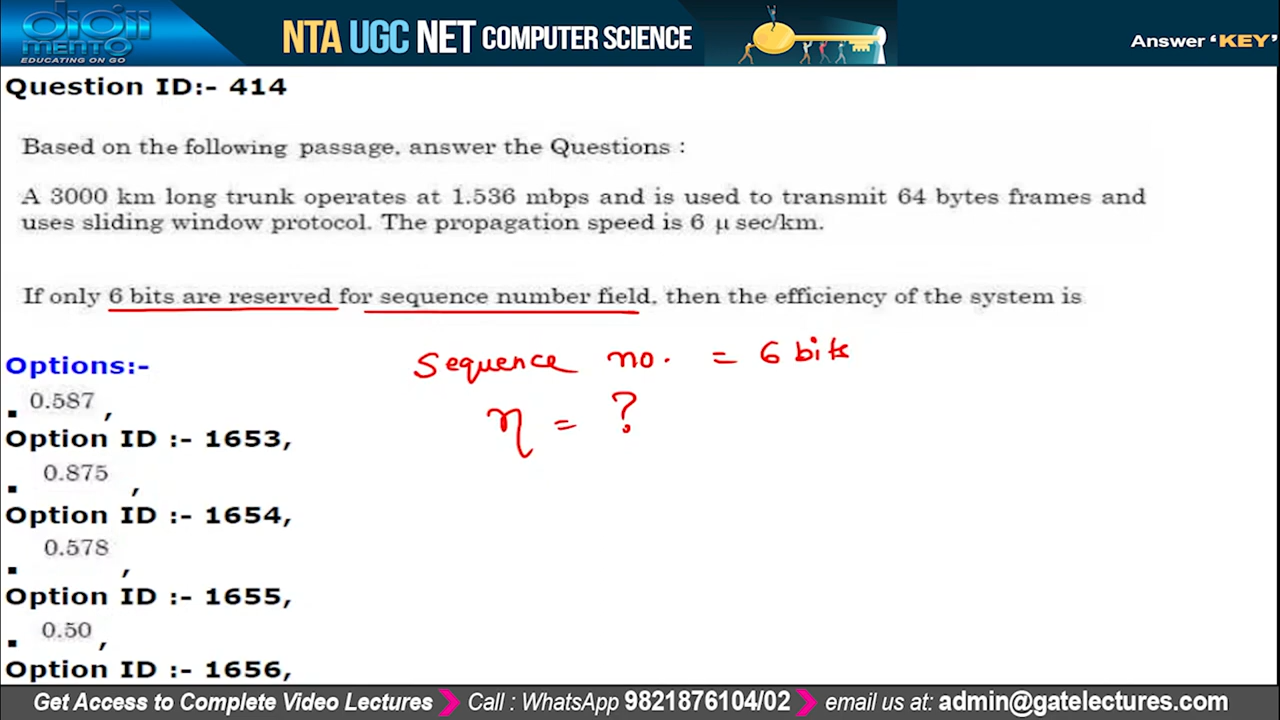 didji
MENTO
EDUCATING ON GO
NTA UGC NET COMPUTER SCIENCE
Answer ‘KEY’
Question ID:- 414
Based on the following passage, answer the Questions :
A 3000 km long trunk operates at 1.536 mbps and is used to transmit 64 bytes frames and
uses sliding window protocol. The propagation speed is 6 μ sec/km.
If only 6 bits are reserved for sequence number field, then the efficiency of the system is
Sequence no. = 6 bits
η = ?
Options:-
0.587 ,
Option ID :- 1653,
0.875 ,
Option ID :- 1654,
0.578 ,
Option ID :- 1655,
0.50 ,
Option ID :- 1656,
Get Access to Complete Video Lectures Call : WhatsApp 9821876104/02 email us at: admin@gatelectures.com